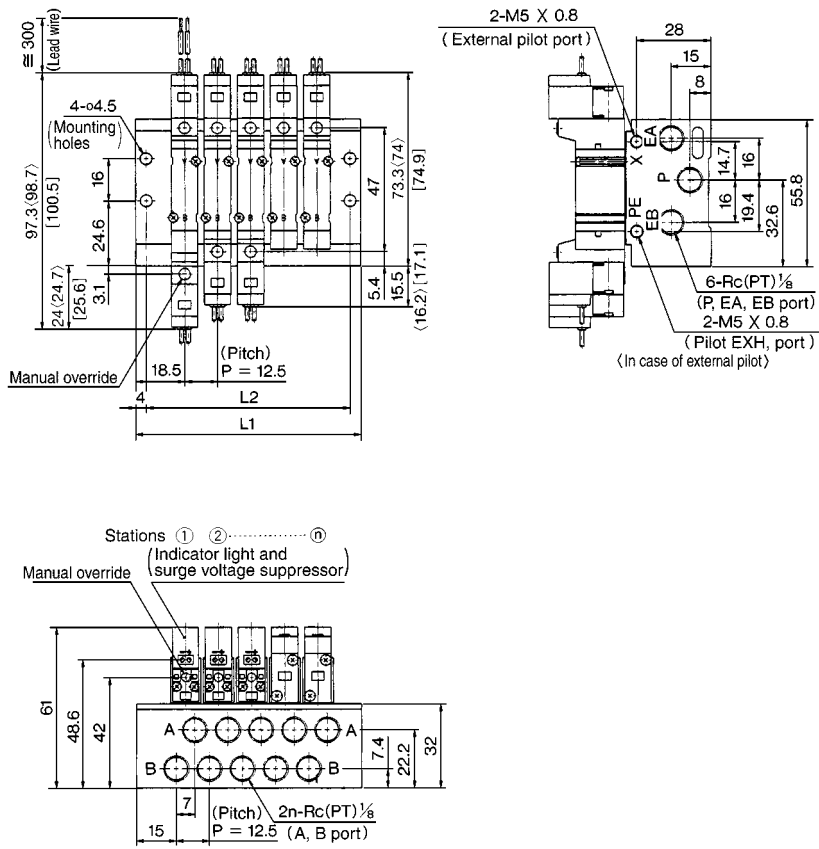 ≅ 300
(Lead wire)
4-ø4.5
(Mounting holes)
16
24.6
3.1
97.3⟨98.7⟩
[100.5]
24⟨24.7⟩
[25.6]
Manual override
18.5
(Pitch)
P = 12.5
4
L2
L1
47
73.3⟨74⟩
[74.9]
5.4
15.5
⟨16.2⟩[17.1]
2-M5 X 0.8
(External pilot port)
28
15
8
X
EA
P
PE
EB
14.7
16
16
19.4
32.6
55.8
6-Rc(PT)⅛
(P, EA, EB port)
2-M5 X 0.8
(Pilot EXH, port)
⟨In case of external pilot⟩
Stations ① ② ⓝ
(Indicator light and
surge voltage suppressor)
Manual override
61
48.6
42
A
A
B
B
B
B
B
B
B
7.4
22.2
32
7
15
(Pitch)
P = 12.5
2n-Rc(PT)⅛
(A, B port)